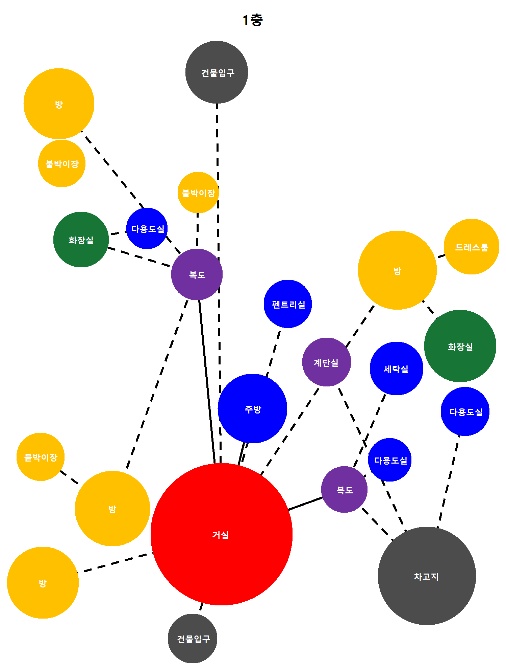 1층
건물입구
방
붙박이장
붙박이장
다용도실
화장실
복도
드레스룸
방
펜트리실
화장실
계단실
세탁실
주방
다용도실
붙박이장
다용도실
복도
방
거실
방
차고지
건물입구